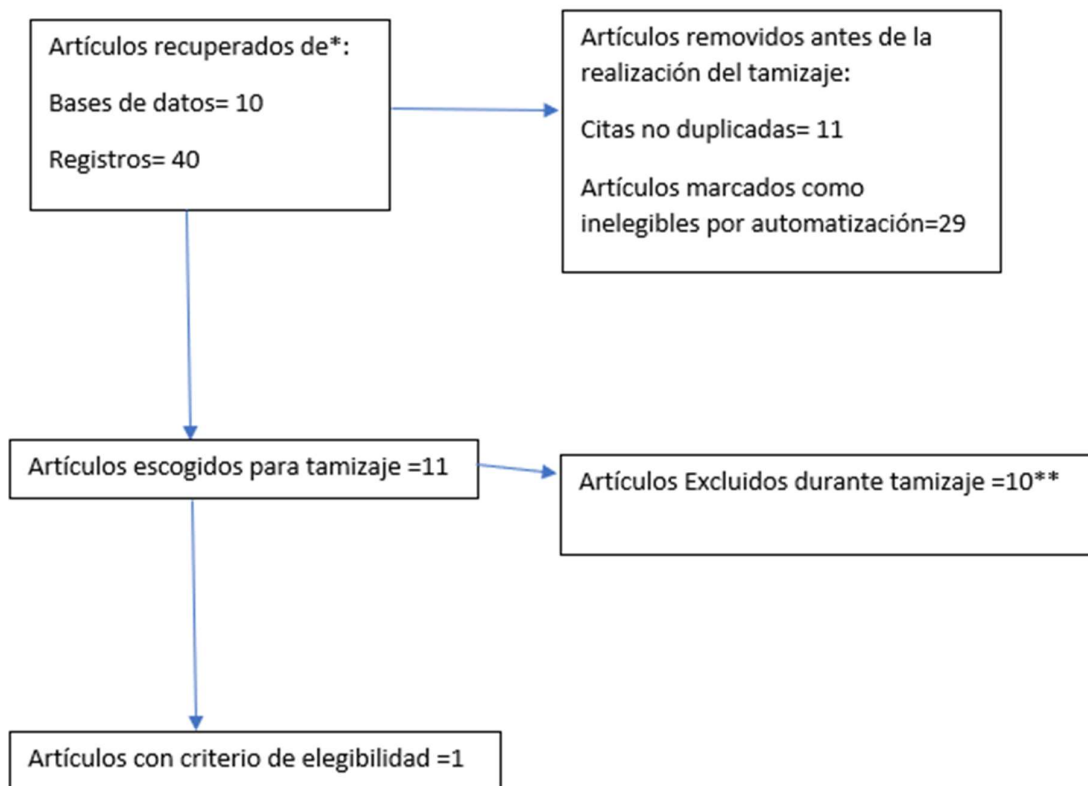 Artículos recuperados de*:
Bases de datos= 10
Registros= 40
Artículos removidos antes de la
realización del tamizaje:
Citas no duplicadas= 11
Artículos marcados como
inelegibles por automatización=29
Artículos escogidos para tamizaje =11
Artículos Excluidos durante tamizaje =10**
Artículos con criterio de elegibilidad =1